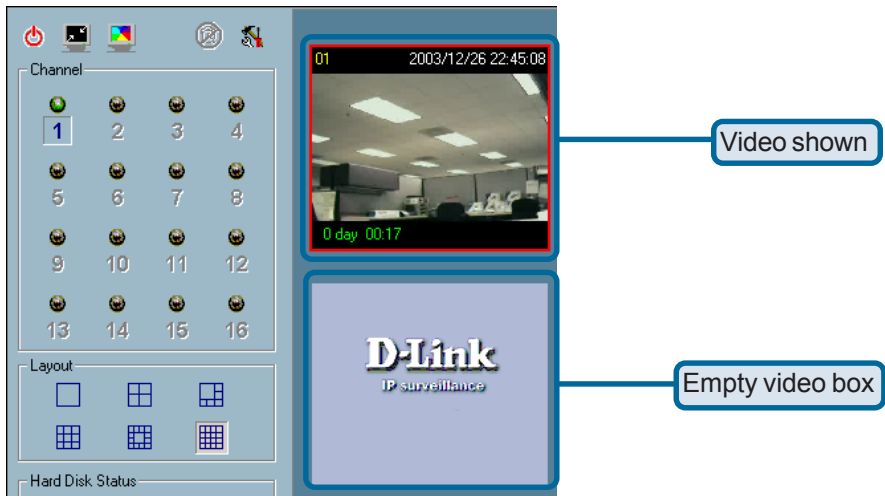 Channel
1 2 3 4
5 6 7 8
9 10 11 12
13 14 15 16
Layout
Hard Disk Status
01 2003/12/26 22:45:08
0 day 00:17
D-Link
IP surveillance
Video shown
Empty video box